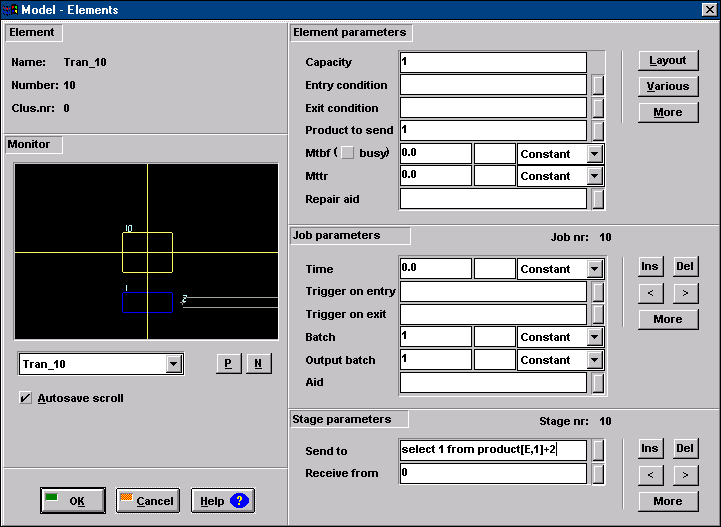 Model - Elements
Element
Name: Tran_10
Number: 10
Clus.nr: 0
Monitor
10
1
2
Tran_10
P N
Autosave scroll
OK Cancel Help ?
Element parameters
Capacity 1
Entry condition
Exit condition
Product to send 1
Mtbf ( busy) 0.0 Constant
Mttr 0.0 Constant
Repair aid
Layout
Various
More
Job parameters Job nr: 10
Time 0.0 Constant
Trigger on entry
Trigger on exit
Batch 1 Constant
Output batch 1 Constant
Aid
Ins Del
< >
More
Stage parameters Stage nr: 10
Send to select 1 from product[E,1]+2
Receive from 0
Ins Del
< >
More